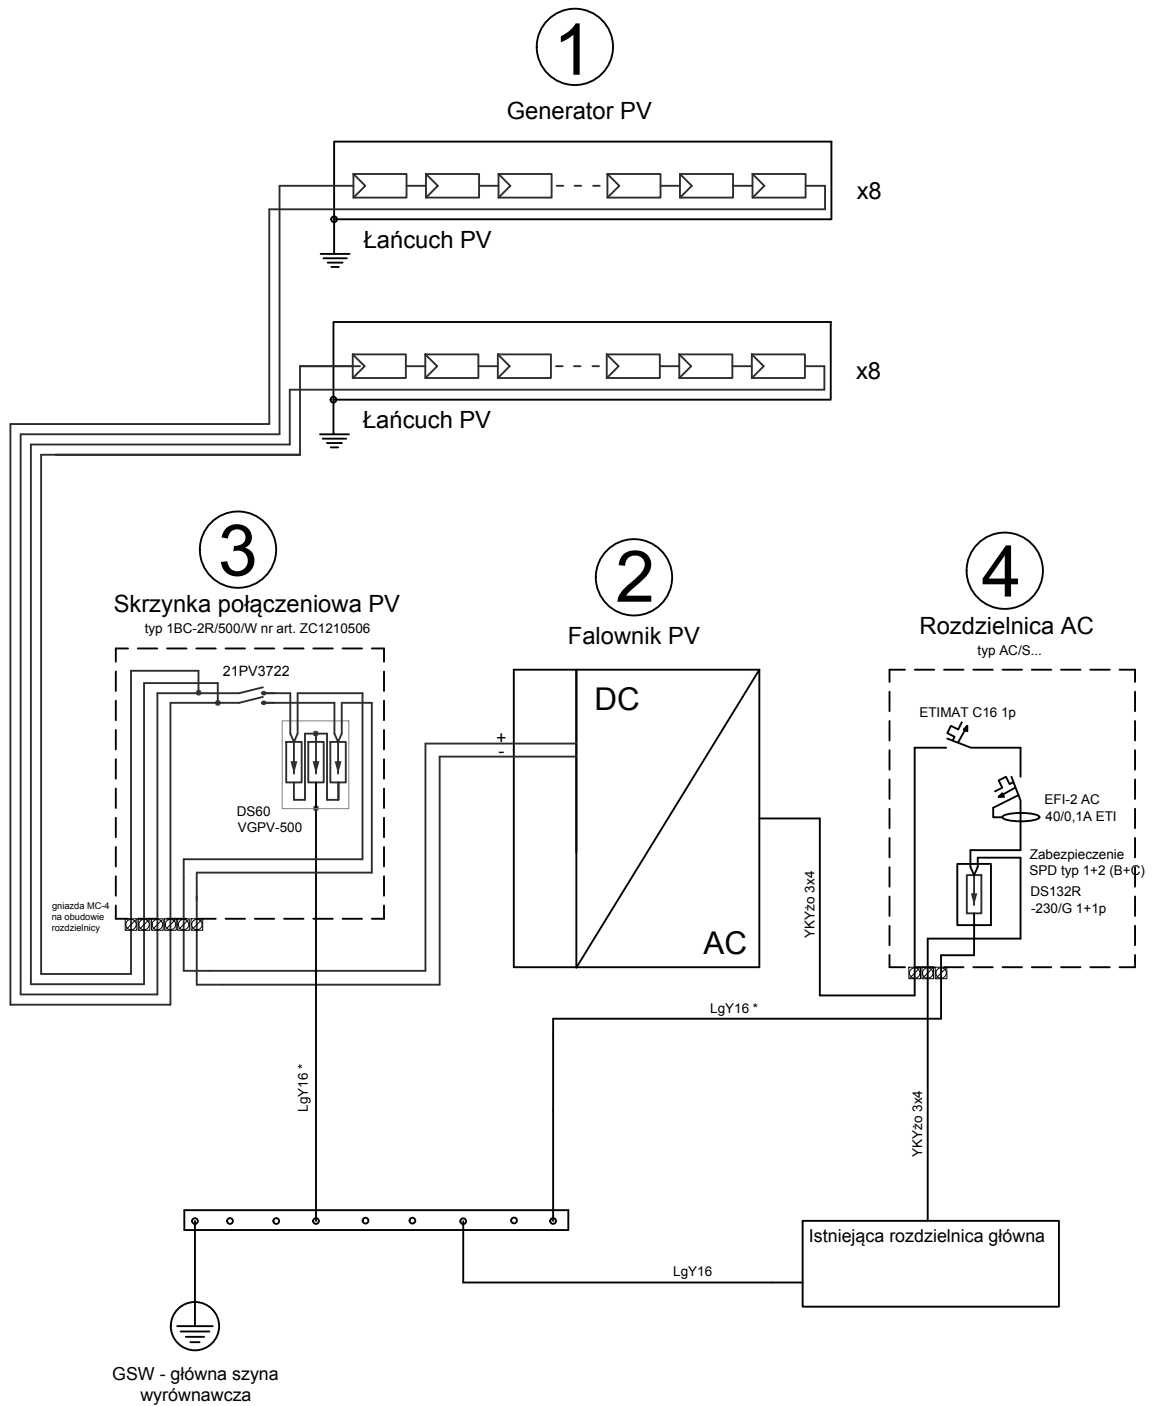 1
Generator PV
x8
Łańcuch PV
x8
Łańcuch PV
3
Skrzynka połączeniowa PV
typ 1BC-2R/500/W nr art. ZC1210506
21PV3722
DS60
VGPV-500
gniazda MC-4
na obudowie
rozdzielnicy
2
Falownik PV
DC
+
-
AC
4
Rozdzielnica AC
typ AC/S...
ETIMAT C16 1p
EFI-2 AC
40/0,1A ETI
Zabezpieczenie
SPD typ 1+2 (B+C)
DS132R
-230/G 1+1p
YKYżo 3x4
LgY16 *
LgY16 *
YKYżo 3x4
Istniejąca rozdzielnica główna
LgY16
GSW - główna szyna
wyrównawcza